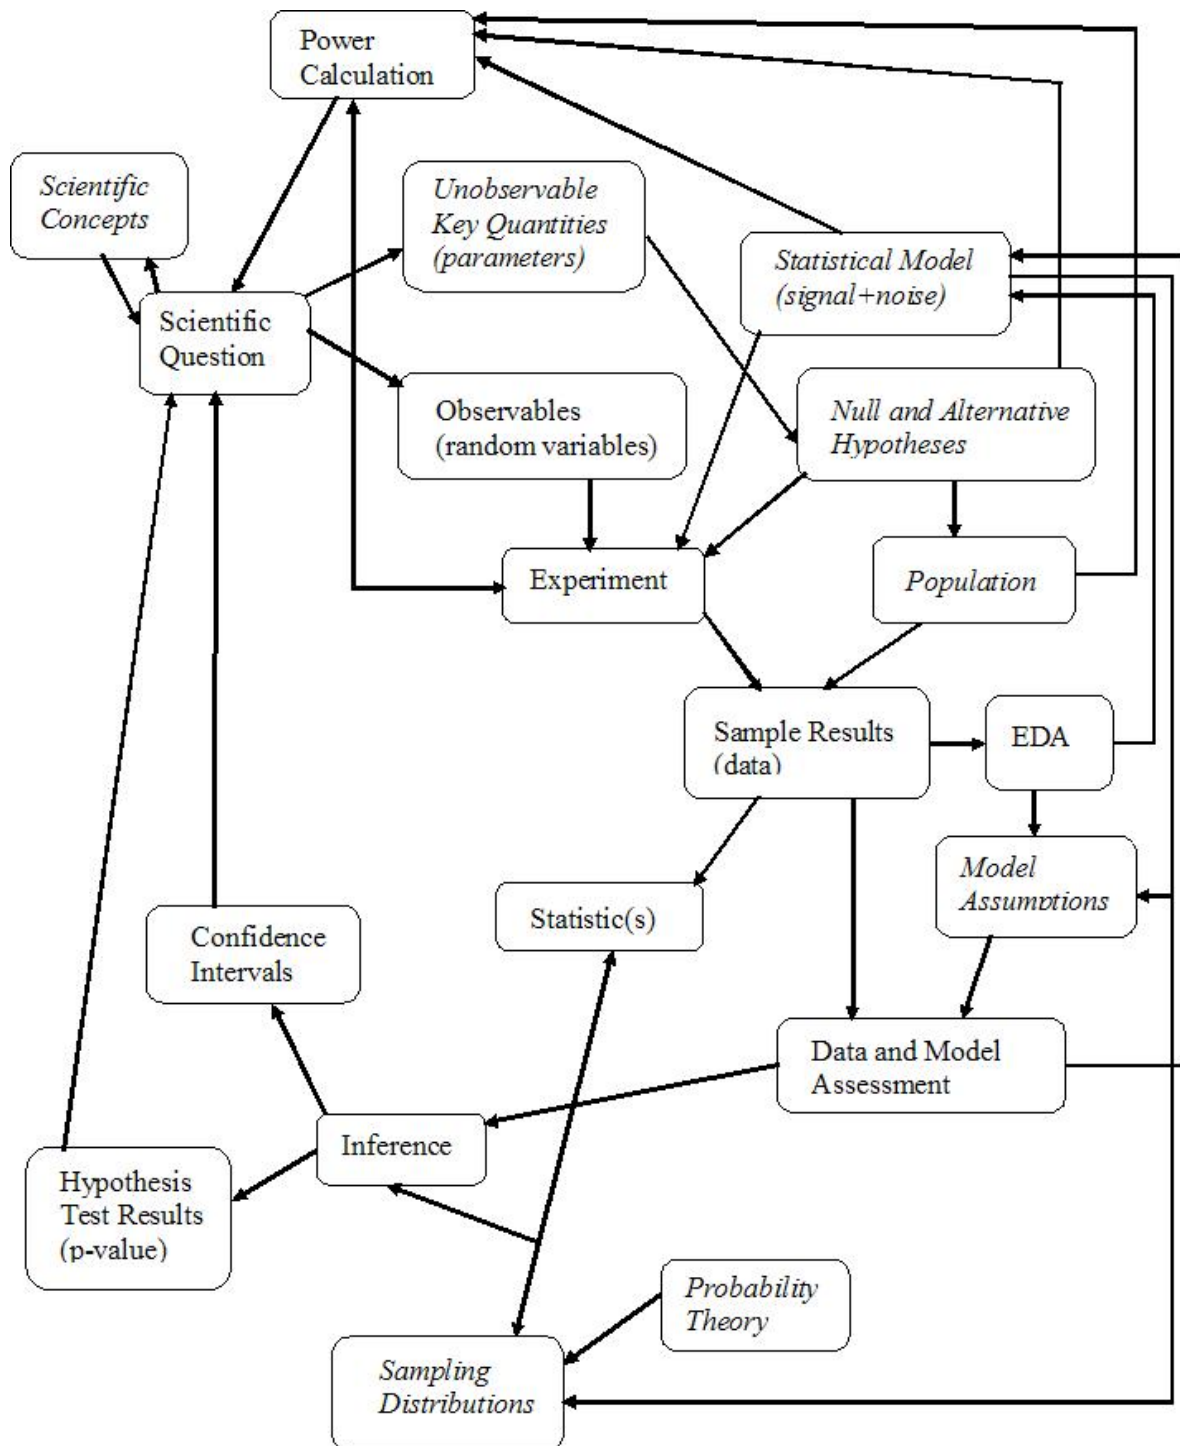 Power
Calculation
Scientific
Concepts
Unobservable
Key Quantities
(parameters)
Statistical Model
(signal+noise)
Scientific
Question
Observables
(random variables)
Null and Alternative
Hypotheses
Experiment
Population
Sample Results
(data)
EDA
Model
Assumptions
Statistic(s)
Confidence
Intervals
Data and Model
Assessment
Inference
Hypothesis
Test Results
(p-value)
Probability
Theory
Sampling
Distributions